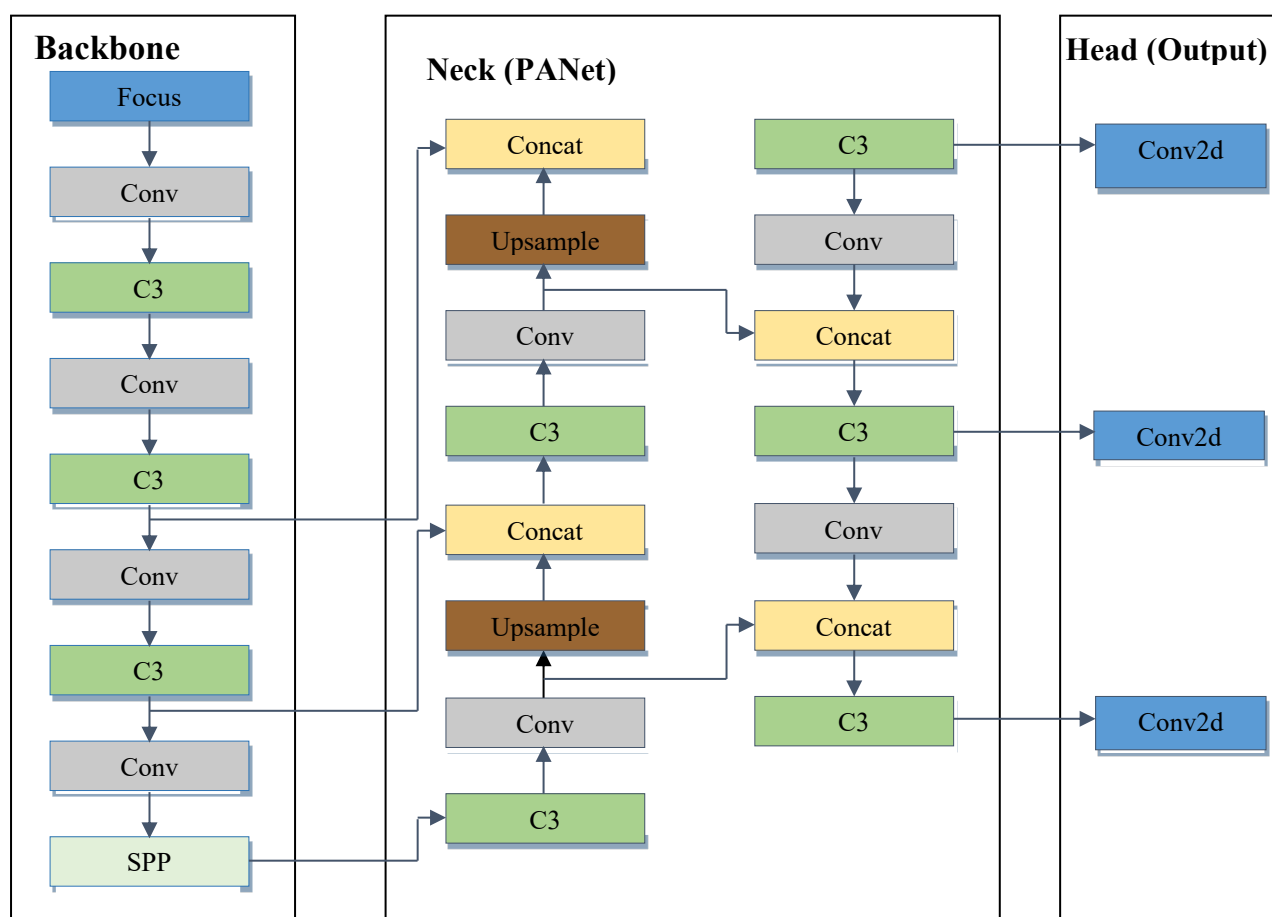 Backbone
Focus
Conv
C3
Conv
C3
Conv
C3
Conv
SPP
Neck (PANet)
Concat
Upsample
Conv
C3
Concat
Upsample
Conv
C3
C3
Conv
Concat
C3
Conv
Concat
C3
Head (Output)
Conv2d
Conv2d
Conv2d